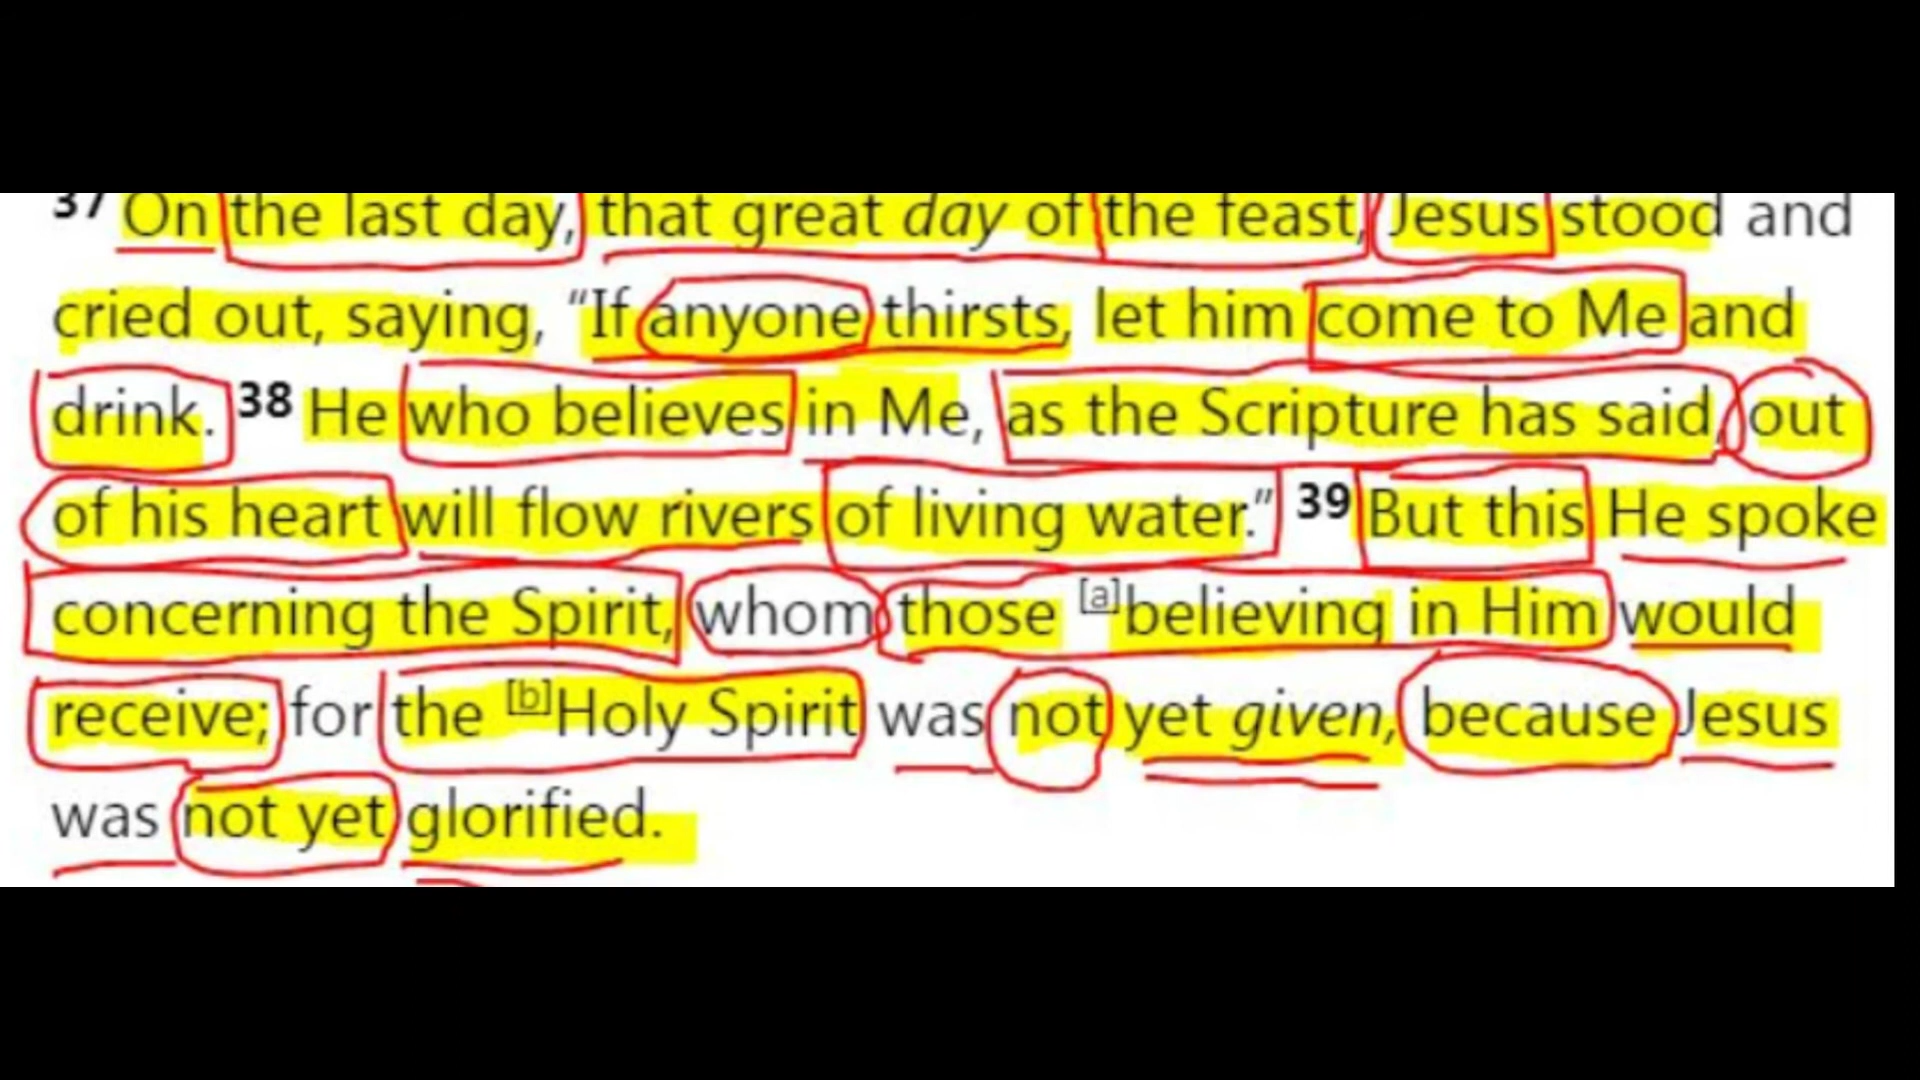 37 On the last day, that great day of the feast, Jesus stood and
cried out, saying, “If anyone thirsts, let him come to Me and
drink. 38 He who believes in Me, as the Scripture has said, out
of his heart will flow rivers of living water.” 39 But this He spoke
concerning the Spirit, whom those [a]believing in Him would
receive; for the [b]Holy Spirit was not yet given, because Jesus
was not yet glorified.